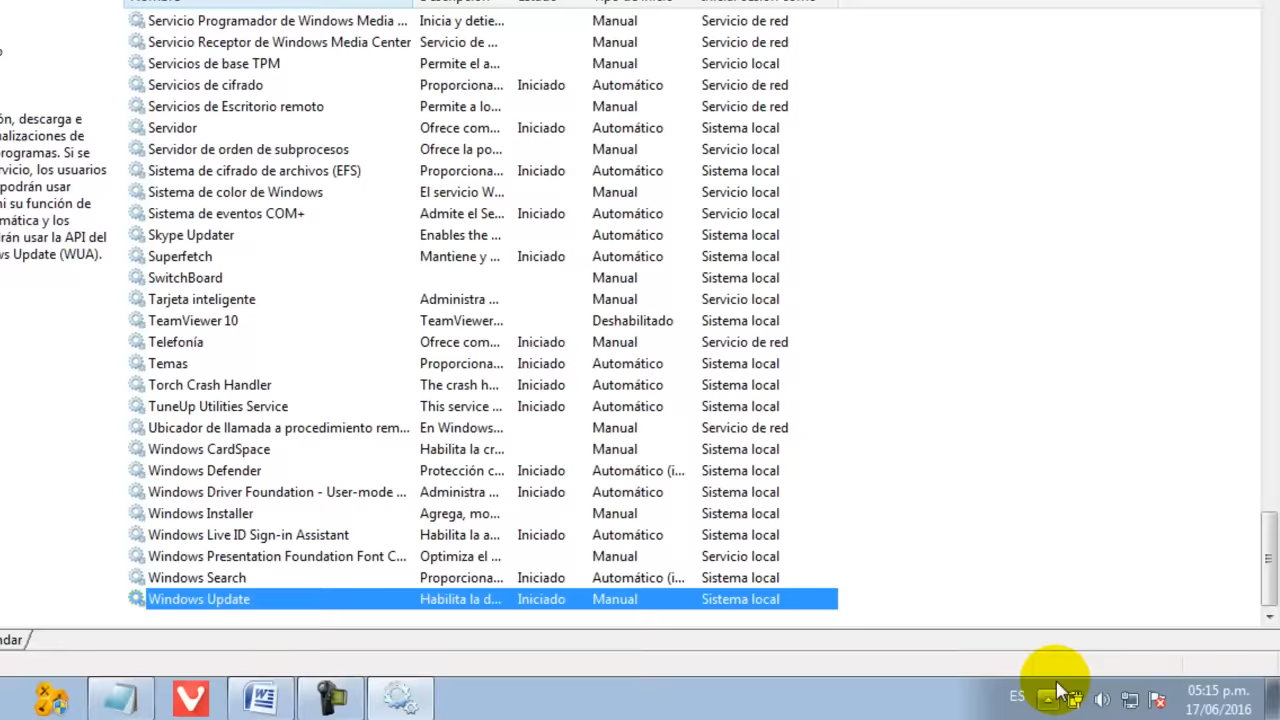 Servicio Programador de Windows Media ... Inicia y detie... Manual Servicio de red
Servicio Receptor de Windows Media Center Servicio de ... Manual Servicio de red
Servicios de base TPM Permite el a... Manual Servicio local
Servicios de cifrado Proporciona... Iniciado Automático Servicio de red
Servicios de Escritorio remoto Permite a lo... Manual Servicio de red
ón, descarga e
Servidor Ofrece com... Iniciado Automático Sistema local
ualizaciones de
Servidor de orden de subprocesos Ofrece la po... Manual Sistema local
rogramas. Si se
rvicio, los usuarios
Sistema de cifrado de archivos (EFS) Proporciona... Iniciado Automático Sistema local
podrán usar
Sistema de color de Windows El servicio W... Manual Servicio local
ni su función de
Sistema de eventos COM+ Admite el Se... Iniciado Automático Servicio local
mática y los
Skype Updater Enables the ... Automático Sistema local
rán usar la API del
Superfetch Mantiene y ... Iniciado Automático Sistema local
ws Update (WUA).
SwitchBoard Manual Sistema local
Tarjeta inteligente Administra ... Manual Servicio local
TeamViewer 10 TeamViewer... Deshabilitado Sistema local
Telefonía Ofrece com... Iniciado Manual Servicio de red
Temas Proporciona... Iniciado Automático Sistema local
Torch Crash Handler The crash h... Iniciado Automático Sistema local
TuneUp Utilities Service This service ... Iniciado Automático Sistema local
Ubicador de llamada a procedimiento rem... En Windows... Manual Servicio de red
Windows CardSpace Habilita la cr... Manual Sistema local
Windows Defender Protección c... Iniciado Automático (i... Sistema local
Windows Driver Foundation - User-mode ... Administra ... Iniciado Automático Sistema local
Windows Installer Agrega, mo... Manual Sistema local
Windows Live ID Sign-in Assistant Habilita la a... Iniciado Automático Sistema local
Windows Presentation Foundation Font C... Optimiza el ... Manual Servicio local
Windows Search Proporciona... Iniciado Automático (i... Sistema local
Windows Update Habilita la d... Iniciado Manual Sistema local
ndar
ES
05:15 p.m.
17/06/2016